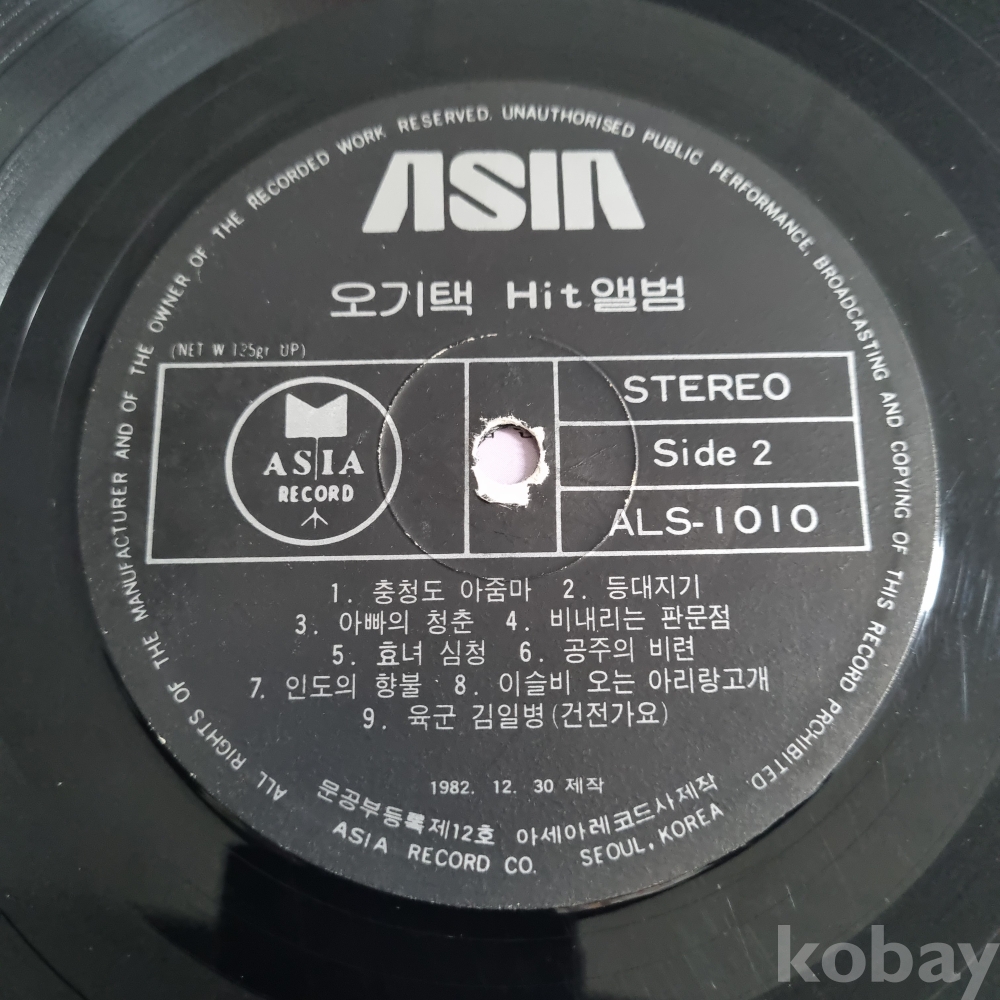 ALL RIGHTS OF THE MANUFACTURER AND OF THE OWNER OF THE RECORDED WORK RESERVED. UNAUTHORISED PUBLIC PERFORMANCE, BROADCASTING AND COPYING OF THIS RECORD PROHIBITED.
ASIA
오기택 Hit앨범
(NET W 125gr UP)
ASIA
RECORD
STEREO
Side 2
ALS-1010
1. 충청도 아줌마 2. 등대지기
3. 아빠의 청춘 4. 비내리는 판문점
5. 효녀 심청 6. 공주의 비련
7. 인도의 향불 8. 이슬비 오는 아리랑고개
9. 육군 김일병(건전가요)
1982. 12. 30 제작
문공부등록제12호 아세아레코드사제작
ASIA RECORD CO. SEOUL, KOREA
kobay